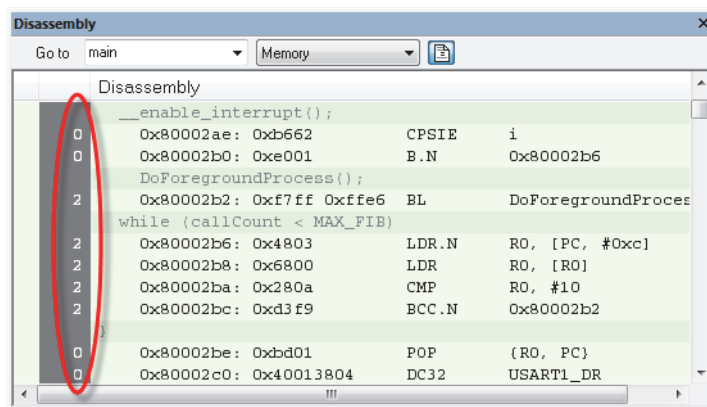 Disassembly
Go to main Memory
Disassembly
__enable_interrupt();
0 0x80002ae: 0xb662 CPSIE i
0 0x80002b0: 0xe001 B.N 0x80002b6
DoForegroundProcess();
2 0x80002b2: 0xf7ff 0xffe6 BL DoForegroundProces
while (callCount < MAX_FIB)
2 0x80002b6: 0x4803 LDR.N R0, [PC, #0xc]
2 0x80002b8: 0x6800 LDR R0, [R0]
2 0x80002ba: 0x280a CMP R0, #10
2 0x80002bc: 0xd3f9 BCC.N 0x80002b2
}
0 0x80002be: 0xbd01 POP {R0, PC}
0 0x80002c0: 0x40013804 DC32 USART1_DR